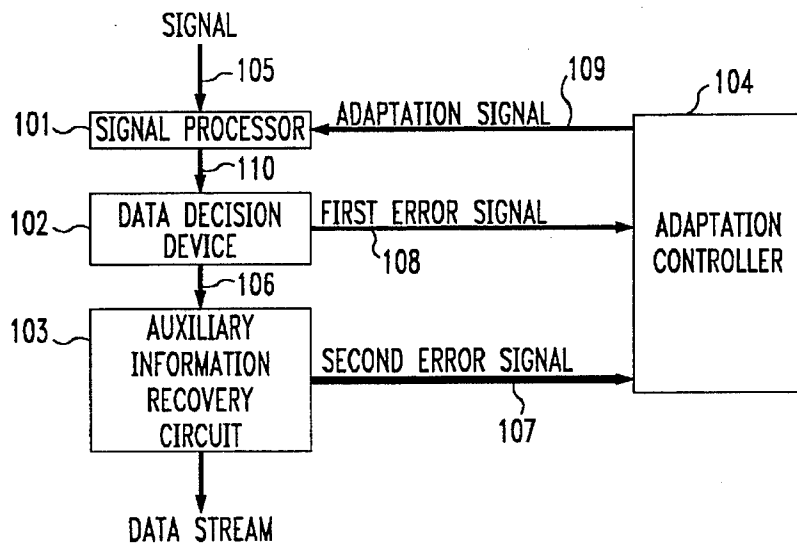 SIGNAL
105
109
104
101
SIGNAL PROCESSOR
ADAPTATION SIGNAL
110
102
DATA DECISION
DEVICE
FIRST ERROR SIGNAL
108
ADAPTATION
CONTROLLER
106
103
AUXILIARY
INFORMATION
RECOVERY
CIRCUIT
SECOND ERROR SIGNAL
107
DATA STREAM